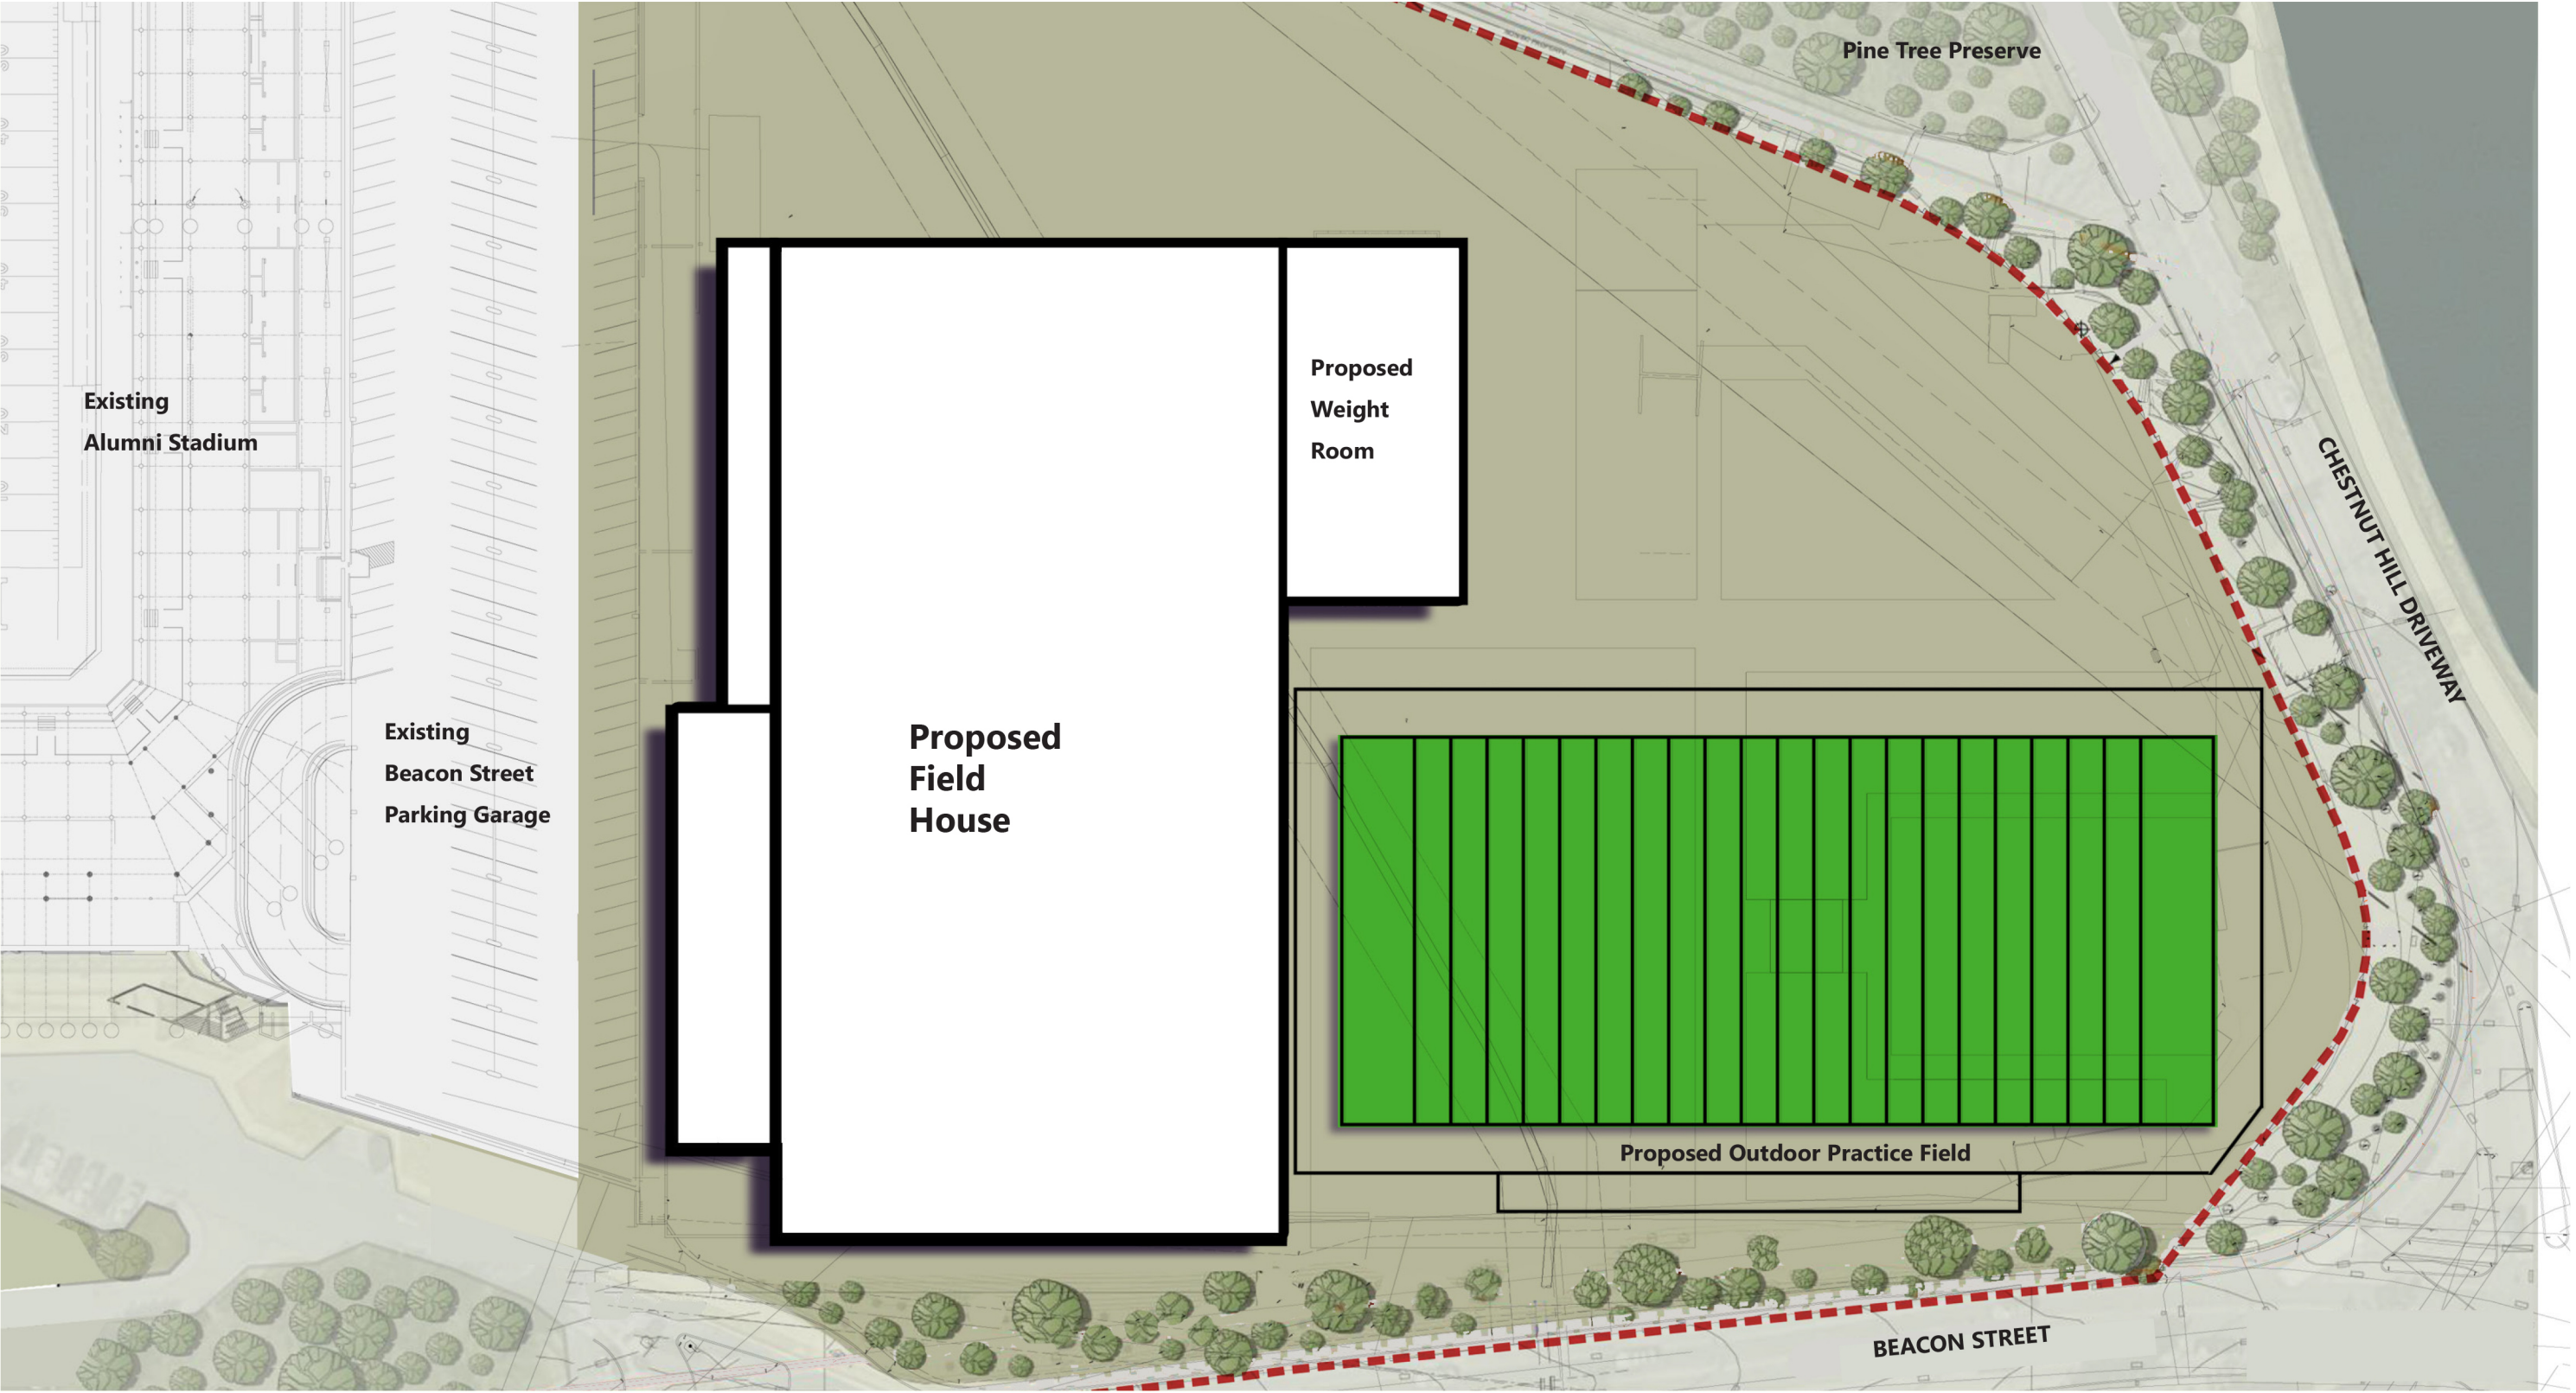 Pine Tree Preserve
Existing
Alumni Stadium
Proposed
Weight
Room
CHESTNUT HILL DRIVEWAY
Existing
Beacon Street
Parking Garage
Proposed
Field
House
Proposed Outdoor Practice Field
BEACON STREET